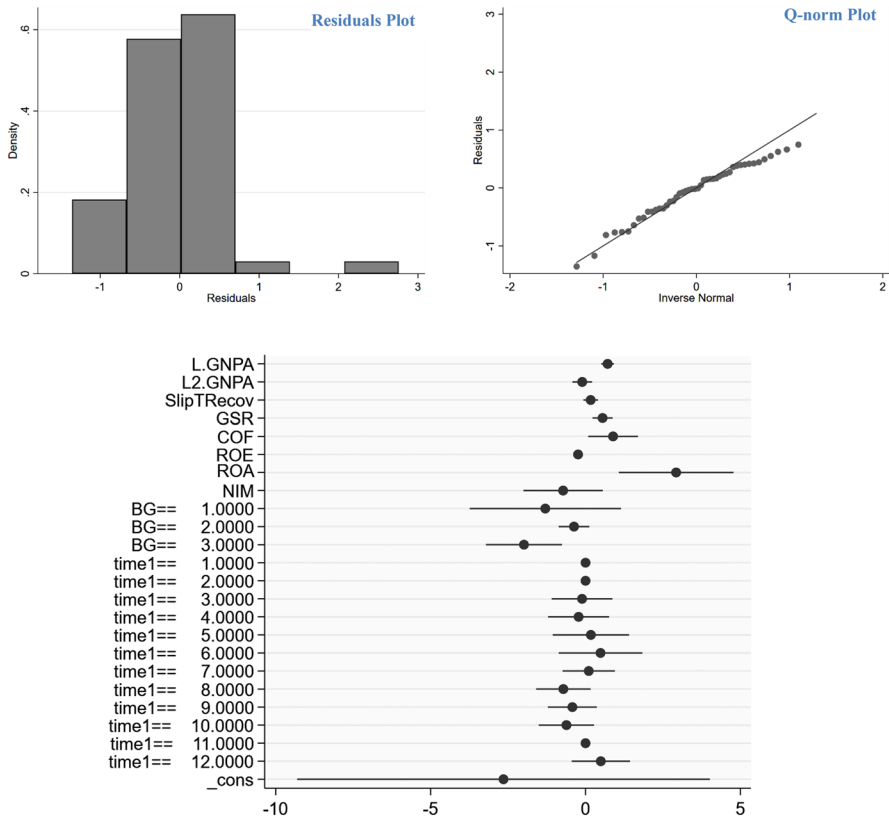 Residuals Plot
.6
.4
.2
0
Density
-1 0 1 2 3
Residuals
Q-norm Plot
3
2
1
0
-1
Residuals
-2 -1 0 1 2
Inverse Normal
L.GNPA
L2.GNPA
SlipTRecov
GSR
COF
ROE
ROA
NIM
BG== 1.0000
BG== 2.0000
BG== 3.0000
time1== 1.0000
time1== 2.0000
time1== 3.0000
time1== 4.0000
time1== 5.0000
time1== 6.0000
time1== 7.0000
time1== 8.0000
time1== 9.0000
time1== 10.0000
time1== 11.0000
time1== 12.0000
_cons
-10 -5 0 5